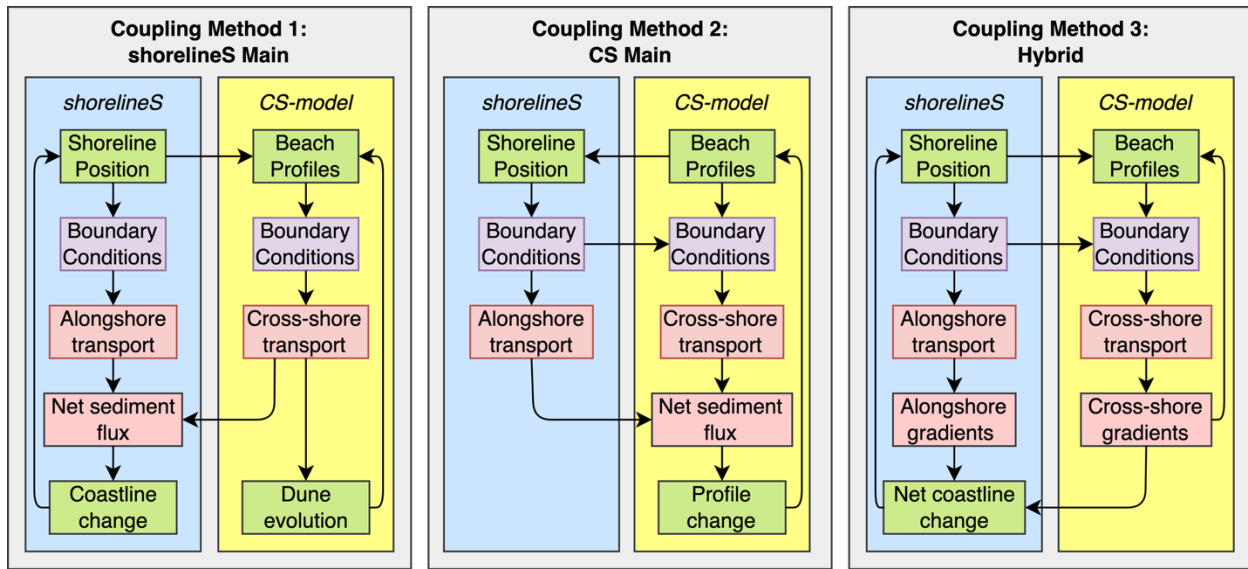 Coupling Method 1:
shorelineS Main
shorelineS
CS-model
Shoreline
Position
Beach
Profiles
Boundary
Conditions
Boundary
Conditions
Alongshore
transport
Cross-shore
transport
Net sediment
flux
Coastline
change
Dune
evolution
Coupling Method 2:
CS Main
shorelineS
CS-model
Shoreline
Position
Beach
Profiles
Boundary
Conditions
Boundary
Conditions
Alongshore
transport
Cross-shore
transport
Net sediment
flux
Profile
change
Coupling Method 3:
Hybrid
shorelineS
CS-model
Shoreline
Position
Beach
Profiles
Boundary
Conditions
Boundary
Conditions
Alongshore
transport
Cross-shore
transport
Alongshore
gradients
Cross-shore
gradients
Net coastline
change